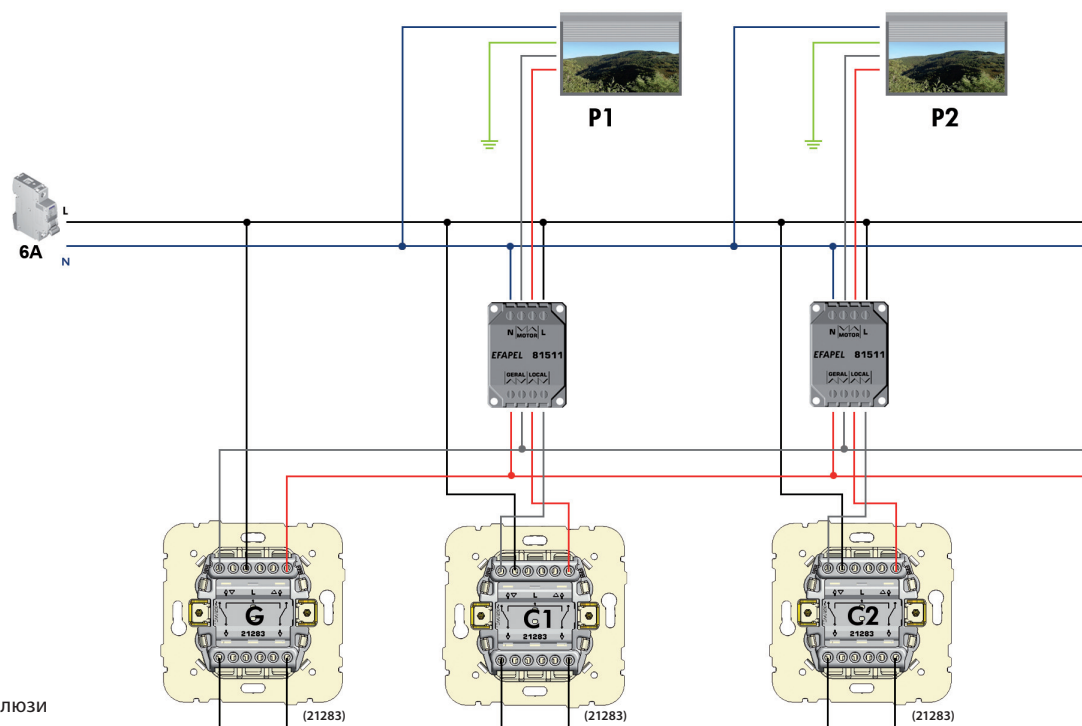 P1
P2
L
6A
N
N MOTOR L
EFAPEL 81511
GERAL LOCAL
N MOTOR L
EFAPEL 81511
GERAL LOCAL
L
G
21283
(21283)
L
C1
21283
(21283)
L
C2
21283
(21283)
люзи